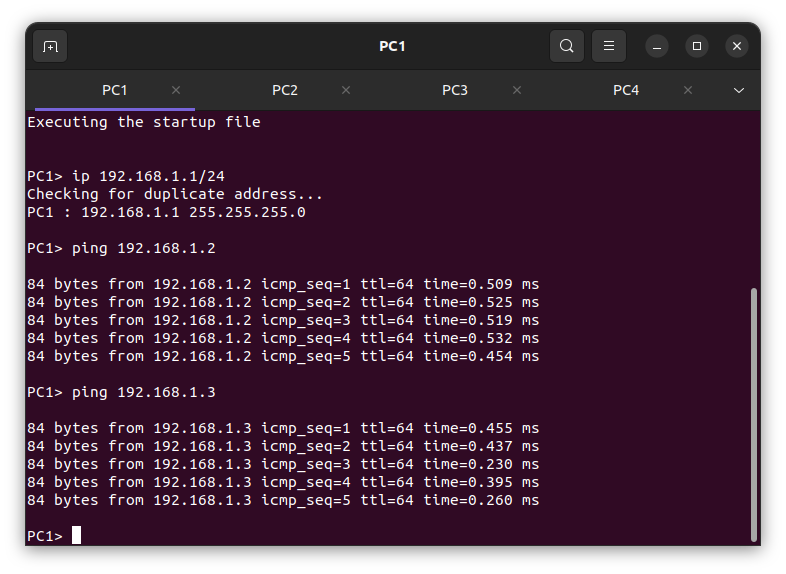 PC1
PC1 PC2 PC3 PC4
Executing the startup file
PC1> ip 192.168.1.1/24
Checking for duplicate address...
PC1 : 192.168.1.1 255.255.255.0
PC1> ping 192.168.1.2
84 bytes from 192.168.1.2 icmp_seq=1 ttl=64 time=0.509 ms
84 bytes from 192.168.1.2 icmp_seq=2 ttl=64 time=0.525 ms
84 bytes from 192.168.1.2 icmp_seq=3 ttl=64 time=0.519 ms
84 bytes from 192.168.1.2 icmp_seq=4 ttl=64 time=0.532 ms
84 bytes from 192.168.1.2 icmp_seq=5 ttl=64 time=0.454 ms
PC1> ping 192.168.1.3
84 bytes from 192.168.1.3 icmp_seq=1 ttl=64 time=0.455 ms
84 bytes from 192.168.1.3 icmp_seq=2 ttl=64 time=0.437 ms
84 bytes from 192.168.1.3 icmp_seq=3 ttl=64 time=0.230 ms
84 bytes from 192.168.1.3 icmp_seq=4 ttl=64 time=0.395 ms
84 bytes from 192.168.1.3 icmp_seq=5 ttl=64 time=0.260 ms
PC1>